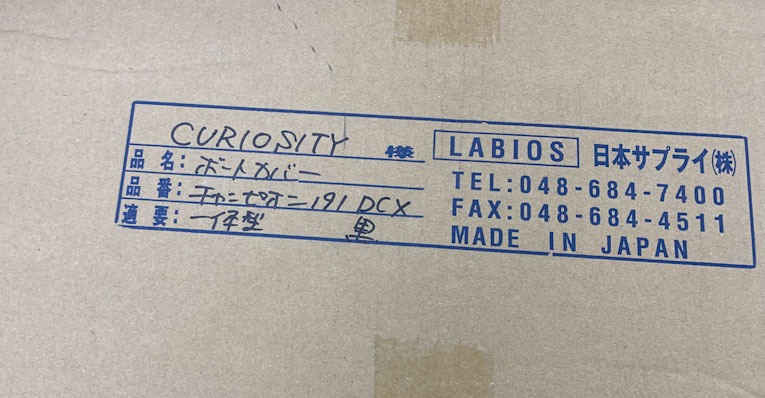 CURIOSITY 様
品名：ボートカバー
品番：チャンピオン191DCX
適要：一体型 黒
LABIOS 日本サプライ(株)
TEL:048-684-7400
FAX:048-684-4511
MADE IN JAPAN